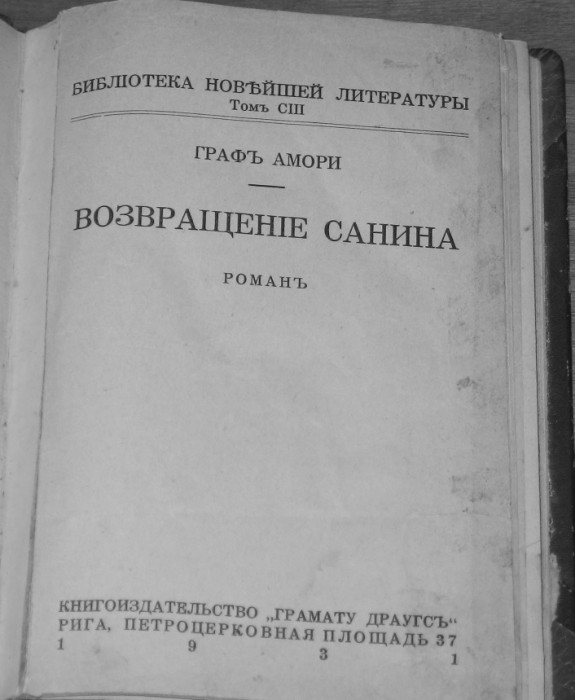 БИБЛІОТЕКА НОВѢЙШЕЙ ЛИТЕРАТУРЫ
Томъ CIII
ГРАФЪ АМОРИ
ВОЗВРАЩЕНІЕ САНИНА
РОМАНЪ
КНИГОИЗДАТЕЛЬСТВО „ГРАМАТУ ДРАУГСЪ“
РИГА, ПЕТРОЦЕРКОВНАЯ ПЛОЩАДЬ 37
1 9 3 1